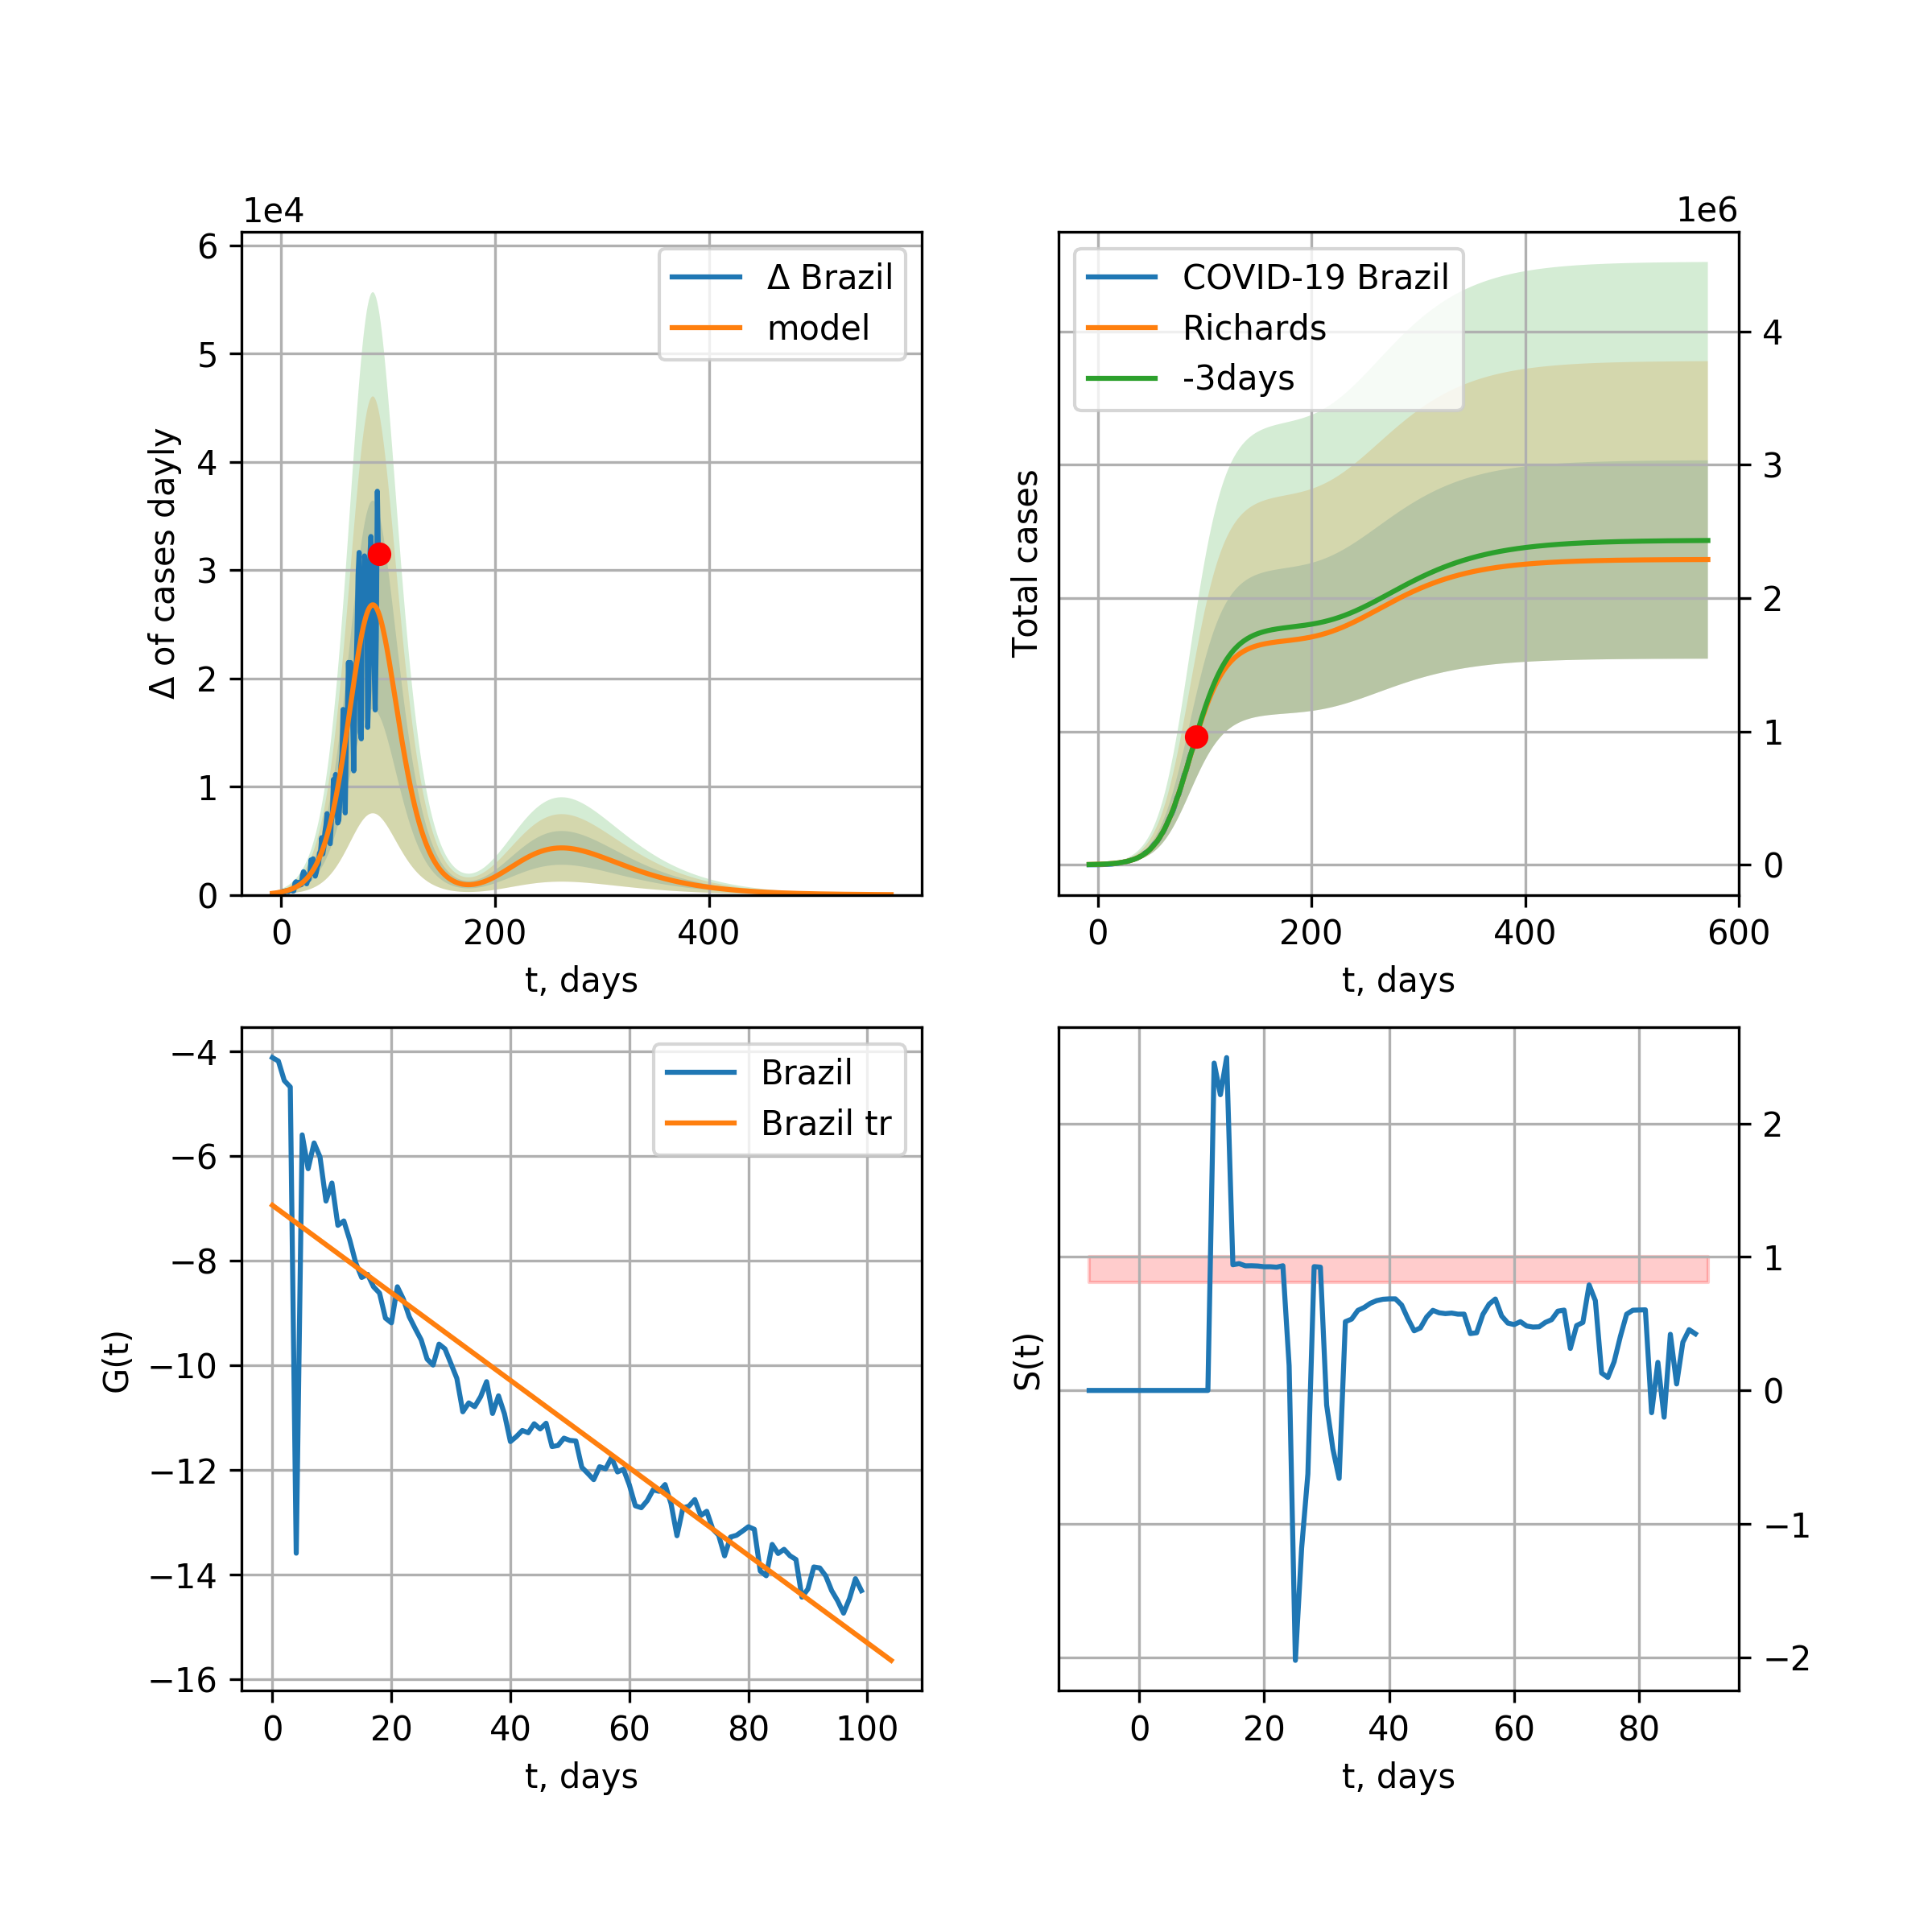 1e4
6
5
4
3
2
1
0
Δ of cases dayly
Δ Brazil
model
0 200 400
t, days
1e6
COVID-19 Brazil
Richards
-3days
Total cases
4
3
2
1
0
0 200 400 600
t, days
−4
−6
−8
−10
−12
−14
−16
G(t)
Brazil
Brazil tr
0 20 40 60 80 100
t, days
S(t)
2
1
0
−1
−2
0 20 40 60 80
t, days